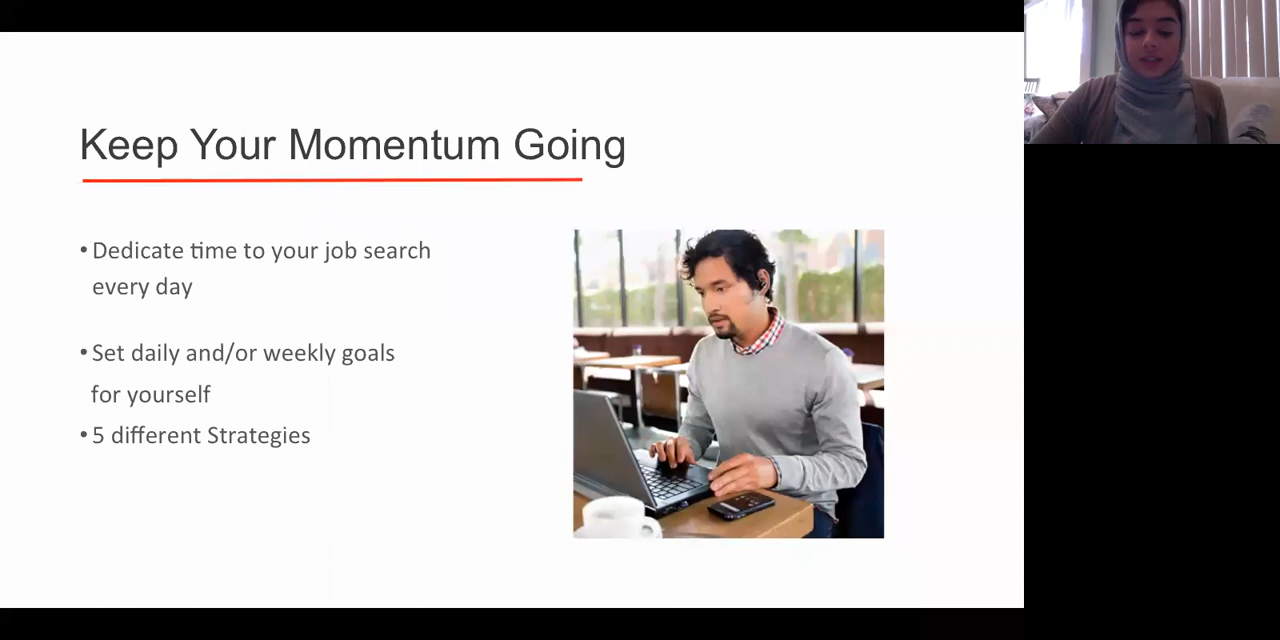 Keep Your Momentum Going
•Dedicate time to your job search
every day
•Set daily and/or weekly goals
for yourself
•5 different Strategies